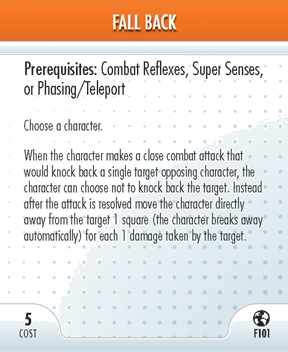 FALL BACK
Prerequisites: Combat Reflexes, Super Senses,
or Phasing/Teleport
Choose a character.
When the character makes a close combat attack that
would knock back a single target opposing character, the
character can choose not to knock back the target. Instead
after the attack is resolved move the character directly
away from the target 1 square (the character breaks away
automatically) for each 1 damage taken by the target.
5
COST
F101